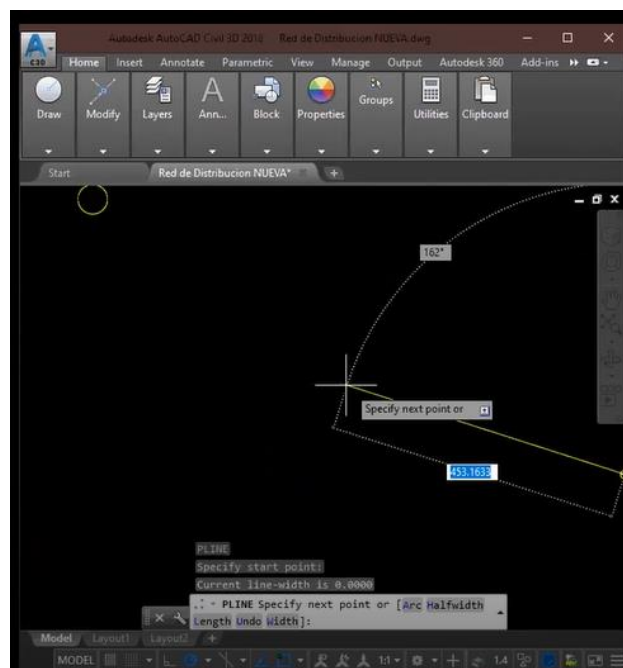 Autodesk AutoCAD Civil 3D 2018 Red de Distribucion NUEVA.dwg
C3D Home Insert Annotate Parametric View Manage Output Autodesk 360 Add-ins
Draw Modify Layers Ann... Block Properties Groups Utilities Clipboard
Start Red de Distribucion NUEVA*
162°
Specify next point or
453.1633
PLINE
Specify start point:
Current line-width is 0.0000
PLINE Specify next point or [Arc Halfwidth
Length Undo Width]:
Model Layout1 Layout2
MODEL 1:1 1.4